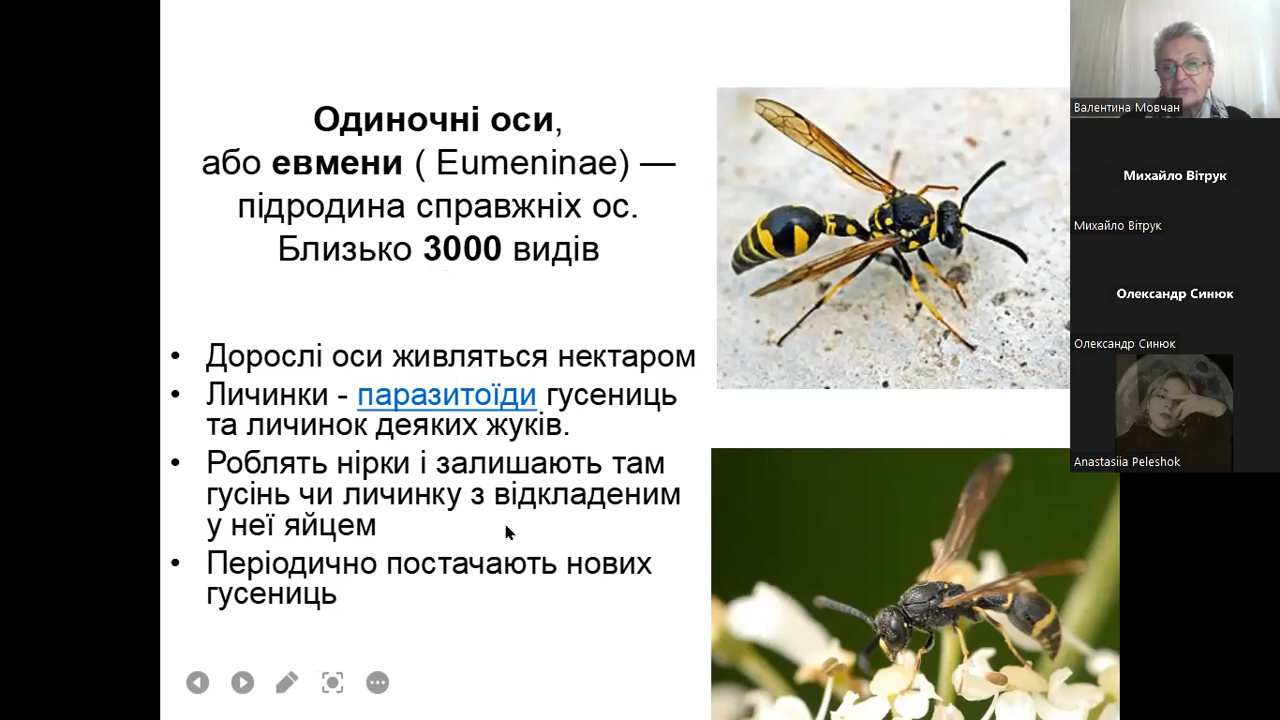 Одиночні оси,
або евмени ( Eumeninae) —
підродина справжніх ос.
Близько 3000 видів
• Дорослі оси живляться нектаром
• Личинки - паразитоїди гусениць
та личинок деяких жуків.
• Роблять нірки і залишають там
гусінь чи личинку з відкладеним
у неї яйцем
• Періодично постачають нових
гусениць
Валентина Мовчан
Михайло Вітрук
Михайло Вітрук
Олександр Синюк
Олександр Синюк
Anastasiia Peleshok